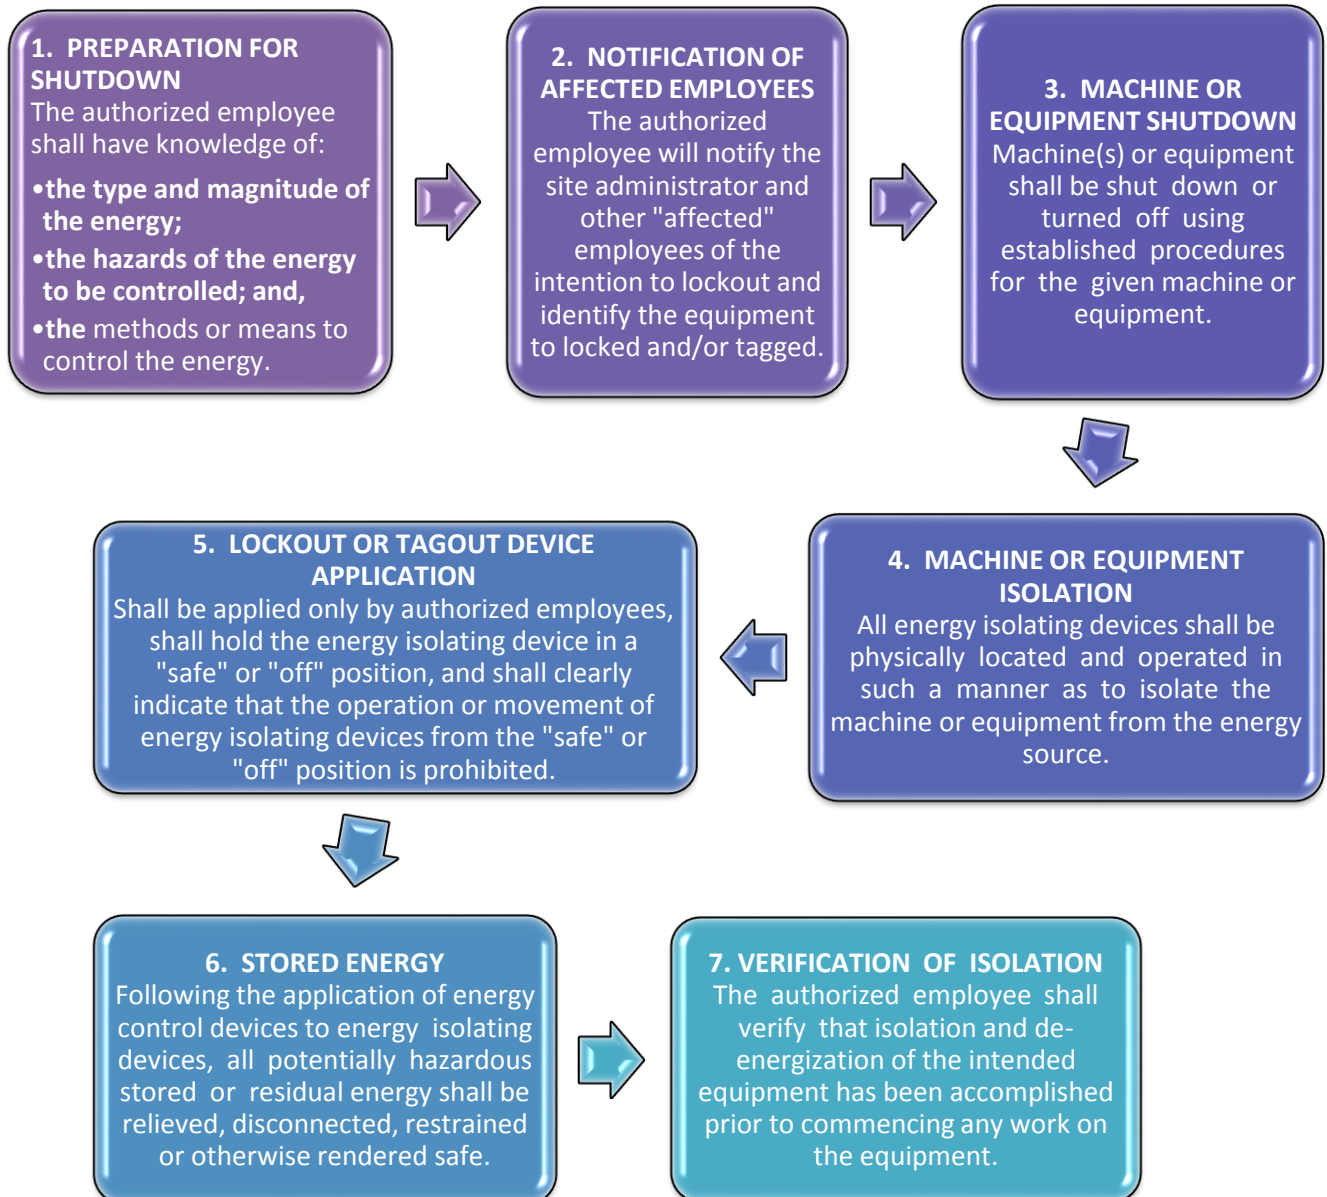 1. PREPARATION FOR
SHUTDOWN
The authorized employee
shall have knowledge of:
•the type and magnitude of
the energy;
•the hazards of the energy
to be controlled; and,
•the methods or means to
control the energy.
2. NOTIFICATION OF
AFFECTED EMPLOYEES
The authorized
employee will notify the
site administrator and
other "affected"
employees of the
intention to lockout and
identify the equipment
to locked and/or tagged.
3. MACHINE OR
EQUIPMENT SHUTDOWN
Machine(s) or equipment
shall be shut down or
turned off using
established procedures
for the given machine or
equipment.
4. MACHINE OR EQUIPMENT
ISOLATION
All energy isolating devices shall be
physically located and operated in
such a manner as to isolate the
machine or equipment from the energy
source.
5. LOCKOUT OR TAGOUT DEVICE
APPLICATION
Shall be applied only by authorized employees,
shall hold the energy isolating device in a
"safe" or "off" position, and shall clearly
indicate that the operation or movement of
energy isolating devices from the "safe" or
"off" position is prohibited.
6. STORED ENERGY
Following the application of energy
control devices to energy isolating
devices, all potentially hazardous
stored or residual energy shall be
relieved, disconnected, restrained
or otherwise rendered safe.
7. VERIFICATION OF ISOLATION
The authorized employee shall
verify that isolation and de-
energization of the intended
equipment has been accomplished
prior to commencing any work on
the equipment.